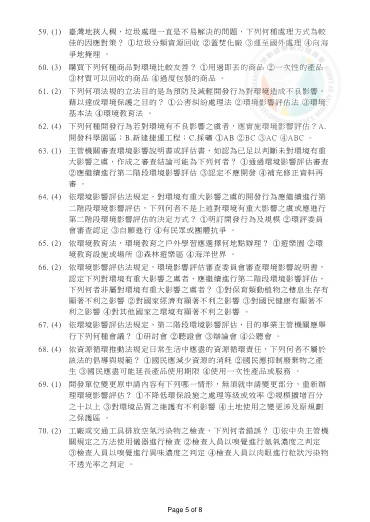 59. (1) 臺灣地狹人稠，垃圾處理一直是不易解決的問題，下列何種處理方式為較
佳的因應對策？ ①垃圾分類資源回收 ②蓋焚化廠 ③運至國外處理 ④向海
爭地掩埋 。
60. (3) 購買下列何種商品對環境比較友善？ ①用過即丟的商品 ②一次性的產品
③材質可以回收的商品 ④過度包裝的商品 。
61. (2) 下列何項法規的立法目的是為預防及減輕開發行為對環境造成不良影響，
藉以達成環境保護之目的？ ①公害糾紛處理法 ②環境影響評估法 ③環境
基本法 ④環境教育法 。
62. (4) 下列何種開發行為若對環境有不良影響之虞者，應實施環境影響評估？A.
開發科學園區；B.新建捷運工程；C.採礦 ①AB ②BC ③AC ④ABC 。
63. (1) 主管機關審查環境影響說明書或評估書，如認為已足以判斷未對環境有重
大影響之虞，作成之審查結論可能為下列何者？ ①通過環境影響評估審查
②應繼續進行第二階段環境影響評估 ③認定不應開發 ④補充修正資料再
審 。
64. (4) 依環境影響評估法規定，對環境有重大影響之虞的開發行為應繼續進行第
二階段環境影響評估，下列何者不是上述對環境有重大影響之虞或應進行
第二階段環境影響評估的決定方式？ ①明訂開發行為及規模 ②環評委員
會審查認定 ③自願進行 ④有民眾或團體抗爭 。
65. (2) 依環境教育法，環境教育之戶外學習應選擇何地點辦理？ ①遊樂園 ②環
境教育設施或場所 ③森林遊樂區 ④海洋世界 。
66. (2) 依環境影響評估法規定，環境影響評估審查委員會審查環境影響說明書，
認定下列對環境有重大影響之虞者，應繼續進行第二階段環境影響評估，
下列何者非屬對環境有重大影響之虞者？ ①對保育類動植物之棲息生存有
顯著不利之影響 ②對國家經濟有顯著不利之影響 ③對國民健康有顯著不
利之影響 ④對其他國家之環境有顯著不利之影響 。
67. (4) 依環境影響評估法規定，第二階段環境影響評估，目的事業主管機關應舉
行下列何種會議？ ①研討會 ②聽證會 ③辯論會 ④公聽會 。
68. (4) 依資源循環推動法規定日常生活中應盡的資源循環責任，下列何者不屬於
該法的倡導與規範？ ①國民應減少資源的消耗 ②國民應抑制廢棄物之產
生 ③國民應盡可能延長產品使用期間 ④使用一次性產品或服務 。
69. (1) 開發單位變更原申請內容有下列哪一情形，無須就申請變更部分，重新辦
理環境影響評估？ ①不降低環保設施之處理等級或效率 ②規模擴增百分
之十以上 ③對環境品質之維護有不利影響 ④土地使用之變更涉及原規劃
之保護區 。
70. (2) 工廠或交通工具排放空氣污染物之檢查，下列何者錯誤？ ①依中央主管機
關規定之方法使用儀器進行檢查 ②檢查人員以嗅覺進行氨氣濃度之判定
③檢查人員以嗅覺進行異味濃度之判定 ④檢查人員以肉眼進行粒狀污染物
不透光率之判定 。
Page 5 of 8